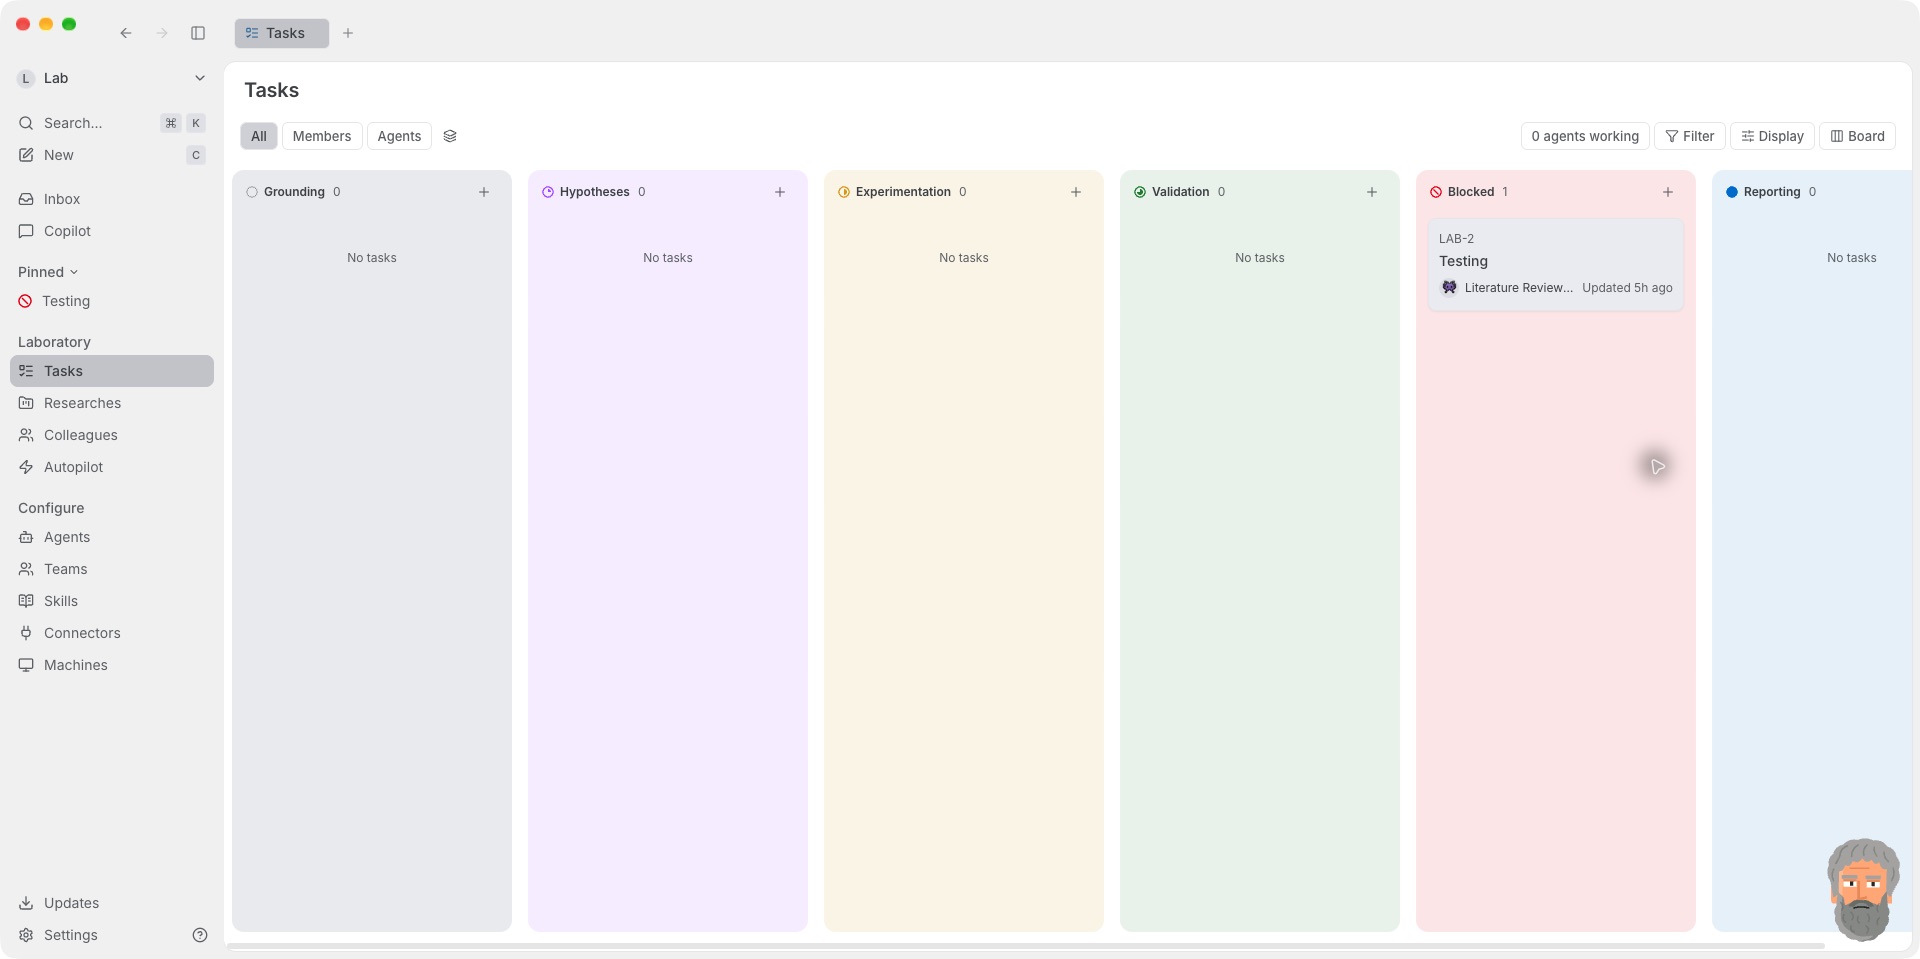 Tasks
L Lab
Search... ⌘ K
New C
Inbox
Copilot
Pinned
Testing
Laboratory
Tasks
Researches
Colleagues
Autopilot
Configure
Agents
Teams
Skills
Connectors
Machines
Updates
Settings
Tasks
All Members Agents
0 agents working Filter Display Board
Grounding 0
No tasks
Hypotheses 0
No tasks
Experimentation 0
No tasks
Validation 0
No tasks
Blocked 1
LAB-2
Testing
Literature Review... Updated 5h ago
Reporting 0
No tasks